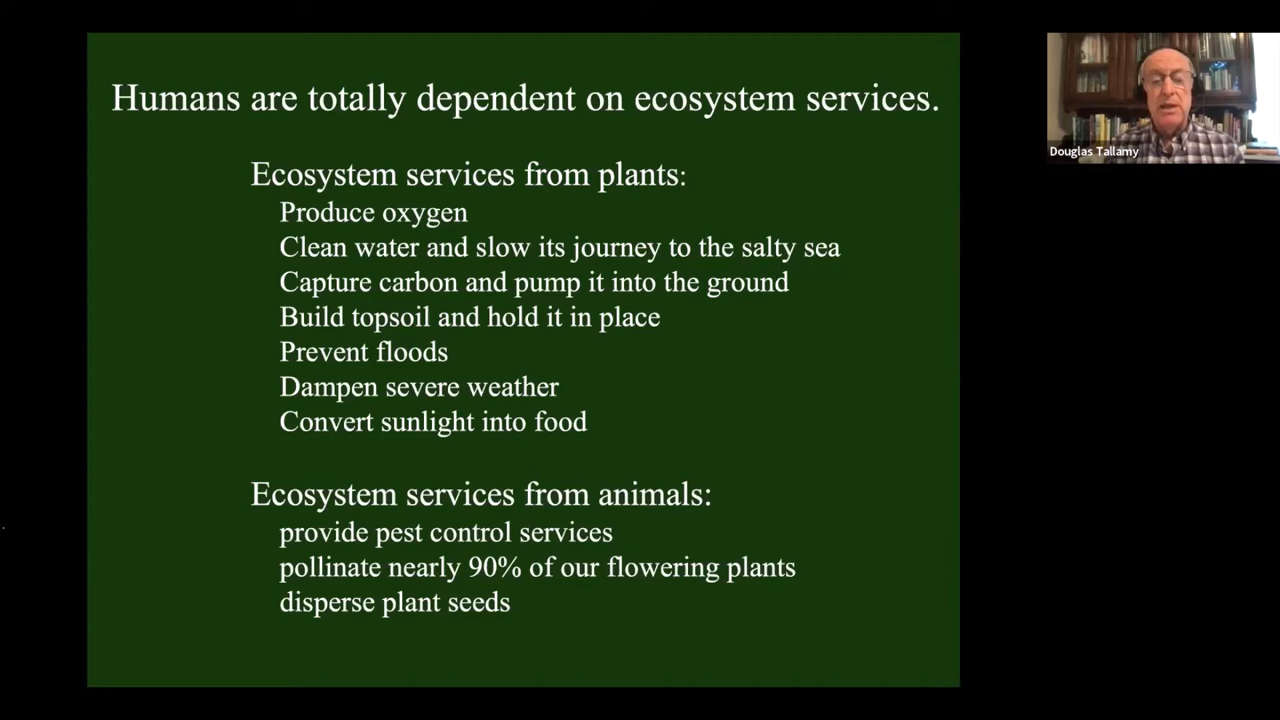 Humans are totally dependent on ecosystem services.
Ecosystem services from plants:
Produce oxygen
Clean water and slow its journey to the salty sea
Capture carbon and pump it into the ground
Build topsoil and hold it in place
Prevent floods
Dampen severe weather
Convert sunlight into food
Ecosystem services from animals:
provide pest control services
pollinate nearly 90% of our flowering plants
disperse plant seeds
Douglas Tallamy